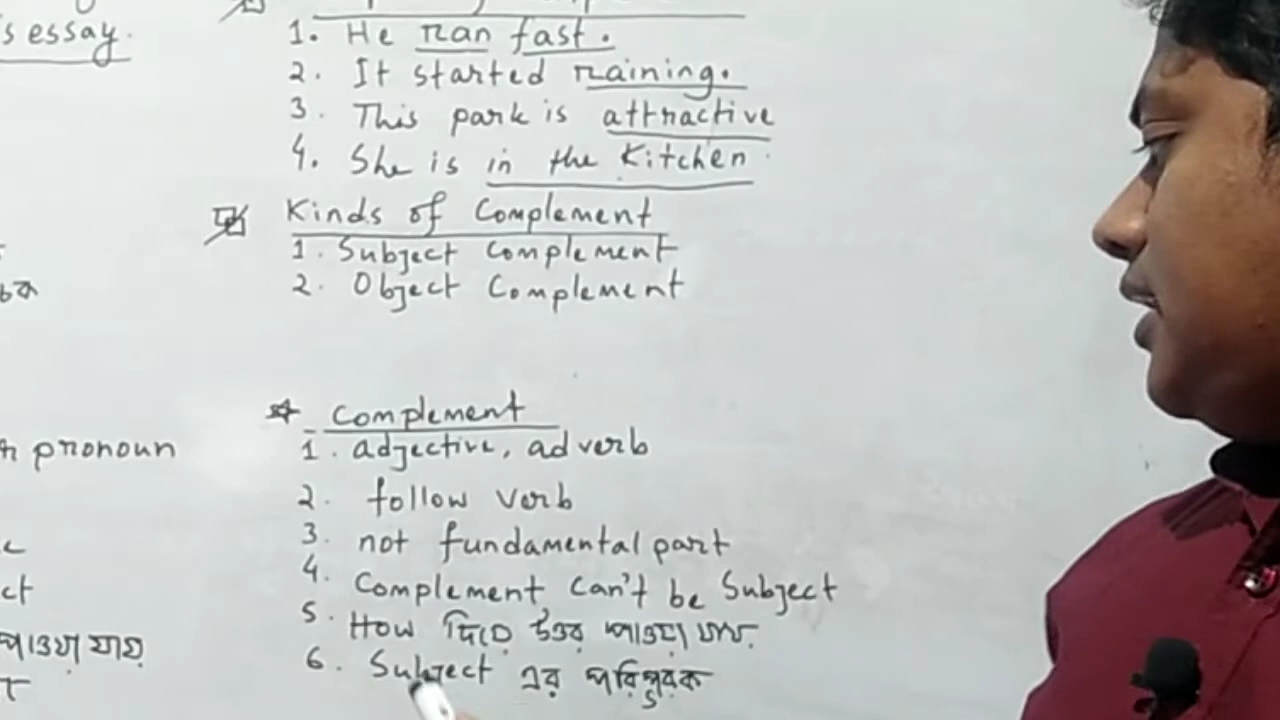 's essay.
1. He ran fast.
2. It started raining.
3. This park is attractive
4. She is in the Kitchen.
Kinds of Complement
1. Subject Complement
2. Object Complement
Complement
pronoun
1. adjective, adverb
2. follow verb
3. not fundamental part
ct
4. Complement can't be Subject
5. How দিয়ে উত্তর পাওয়া যায়
পাওয়া যায়
6. Subject এর পরিপুরক